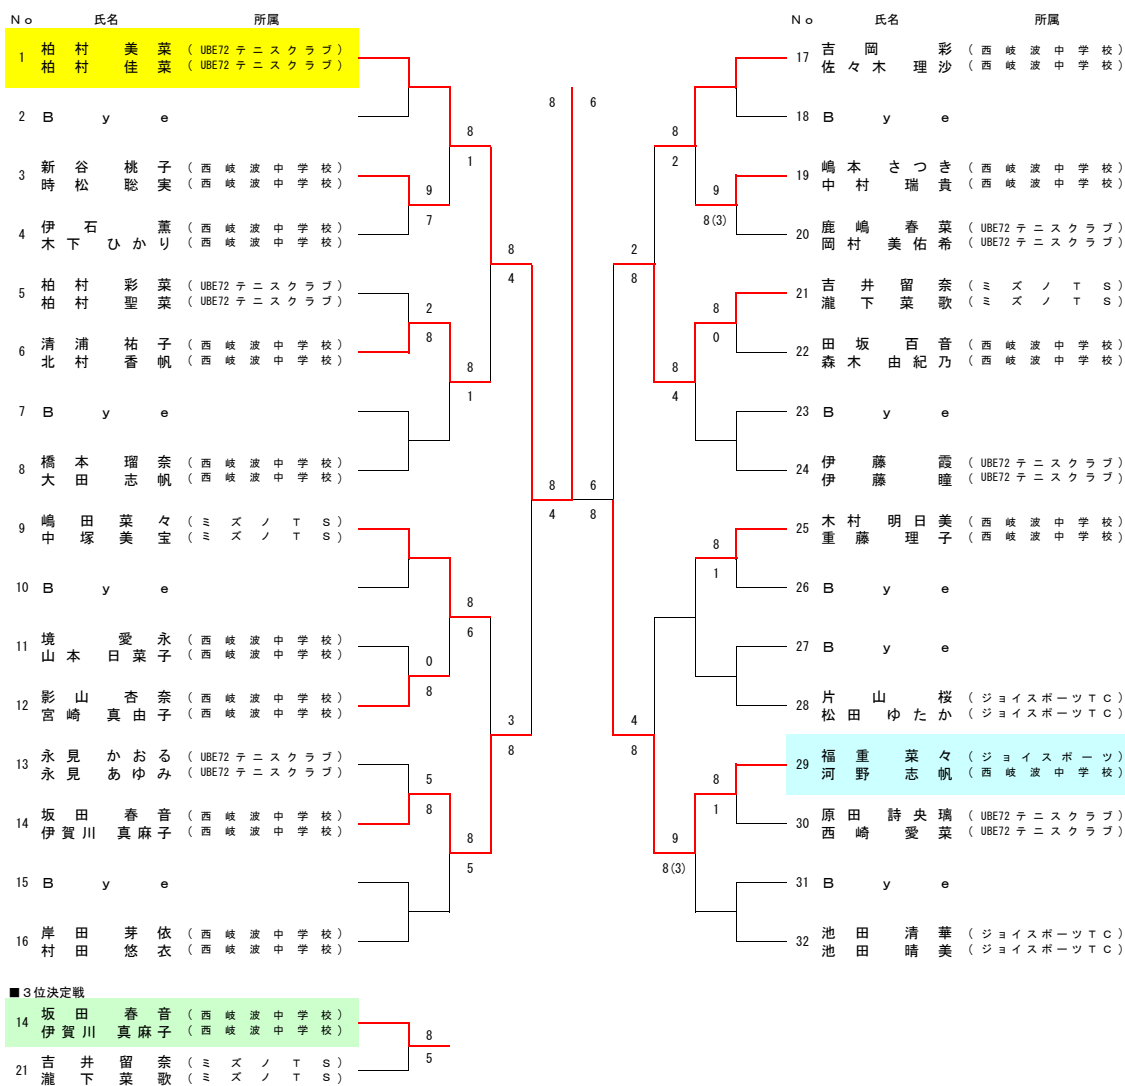 No 氏名 所属
1 柏村 美菜 (UBE72テニスクラブ)
柏村 佳菜 (UBE72テニスクラブ)
2 Bye
3 新谷 桃子 (西岐波中学校)
時松 聡実 (西岐波中学校)
4 伊石 薫 (西岐波中学校)
木下 ひかり (西岐波中学校)
5 柏村 彩菜 (UBE72テニスクラブ)
柏村 聖菜 (UBE72テニスクラブ)
6 清浦 祐子 (西岐波中学校)
北村 香帆 (西岐波中学校)
7 Bye
8 橋本 瑠奈 (西岐波中学校)
大田 志帆 (西岐波中学校)
9 嶋田 菜々 (ミズノTS)
中塚 美宝 (ミズノTS)
10 Bye
11 境 愛永 (西岐波中学校)
山本 日菜子 (西岐波中学校)
12 影山 杏奈 (西岐波中学校)
宮崎 真由子 (西岐波中学校)
13 永見 かおる (UBE72テニスクラブ)
永見 あゆみ (UBE72テニスクラブ)
14 坂田 春音 (西岐波中学校)
伊賀川 真麻子 (西岐波中学校)
15 Bye
16 岸田 芽依 (西岐波中学校)
村田 悠衣 (西岐波中学校)
9
7
2
8
0
8
5
8
8
1
8
1
8
6
8
5
8
4
3
8
8
4
8 6
6
8
2
8
4
8
8
2
8
4
9
8(3)
9
8(3)
8
0
8
1
8
1
No 氏名 所属
17 吉岡 彩 (西岐波中学校)
佐々木 理沙 (西岐波中学校)
18 Bye
19 嶋本 さつき (西岐波中学校)
中村 瑞貴 (西岐波中学校)
20 鹿嶋 春菜 (UBE72テニスクラブ)
岡村 美佑希 (UBE72テニスクラブ)
21 吉井 留奈 (ミズノTS)
瀧下 菜歌 (ミズノTS)
22 田坂 百音 (西岐波中学校)
森木 由紀乃 (西岐波中学校)
23 Bye
24 伊藤 霞 (UBE72テニスクラブ)
伊藤 瞳 (UBE72テニスクラブ)
25 木村 明日美 (西岐波中学校)
重藤 理子 (西岐波中学校)
26 Bye
27 Bye
28 片山 桜 (ジョイスポーツTC)
松田 ゆたか (ジョイスポーツTC)
29 福重 菜々 (ジョイスポーツ)
河野 志帆 (西岐波中学校)
30 原田 詩央璃 (UBE72テニスクラブ)
西崎 愛菜 (UBE72テニスクラブ)
31 Bye
32 池田 清華 (ジョイスポーツTC)
池田 晴美 (ジョイスポーツTC)
■3位決定戦
14 坂田 春音 (西岐波中学校)
伊賀川 真麻子 (西岐波中学校)
21 吉井 留奈 (ミズノTS)
瀧下 菜歌 (ミズノTS)
8
5